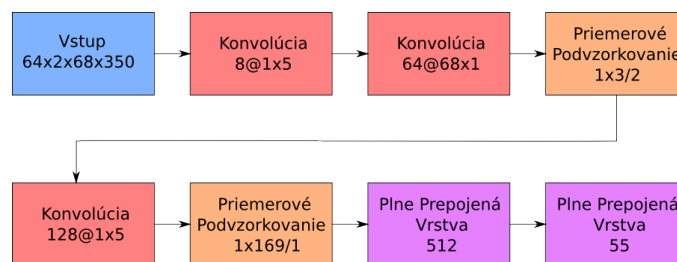 Vstup
64x2x68x350
Konvolúcia
8@1x5
Konvolúcia
64@68x1
Priemerové
Podvzorkovanie
1x3/2
Konvolúcia
128@1x5
Priemerové
Podvzorkovanie
1x169/1
Plne Prepojená
Vrstva
512
Plne Prepojená
Vrstva
55